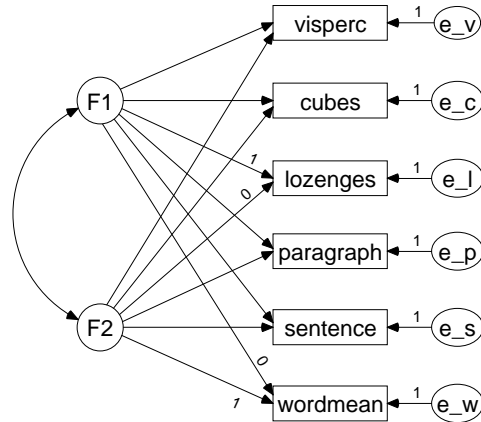 visperc
1
e_v
F1
cubes
1
e_c
1
lozenges
1
e_l
0
paragraph
1
e_p
F2
sentence
1
e_s
0
1
wordmean
1
e_w